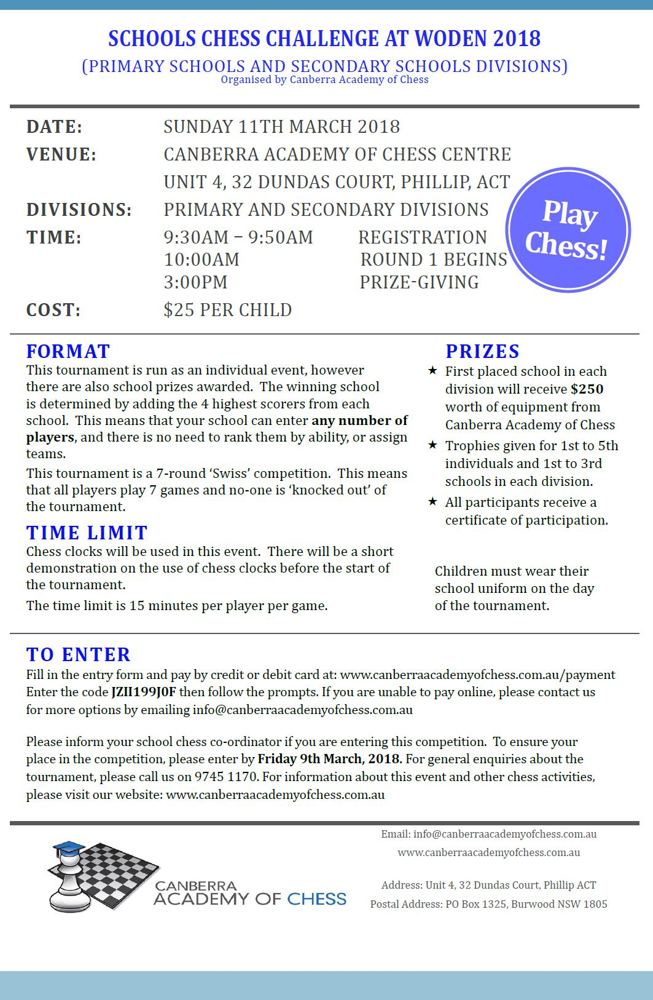 SCHOOLS CHESS CHALLENGE AT WODEN 2018
(PRIMARY SCHOOLS AND SECONDARY SCHOOLS DIVISIONS)
Organised by Canberra Academy of Chess
DATE: SUNDAY 11TH MARCH 2018
VENUE: CANBERRA ACADEMY OF CHESS CENTRE
UNIT 4, 32 DUNDAS COURT, PHILLIP, ACT
DIVISIONS: PRIMARY AND SECONDARY DIVISIONS
TIME: 9:30AM – 9:50AM REGISTRATION
10:00AM ROUND 1 BEGINS
3:00PM PRIZE-GIVING
COST: $25 PER CHILD
Play
Chess!
FORMAT
This tournament is run as an individual event, however
there are also school prizes awarded. The winning school
is determined by adding the 4 highest scorers from each
school. This means that your school can enter any number of
players, and there is no need to rank them by ability, or assign
teams.
This tournament is a 7-round ‘Swiss’ competition. This means
that all players play 7 games and no-one is ‘knocked out’ of
the tournament.
TIME LIMIT
Chess clocks will be used in this event. There will be a short
demonstration on the use of chess clocks before the start of
the tournament.
The time limit is 15 minutes per player per game.
PRIZES
★ First placed school in each
division will receive $250
worth of equipment from
Canberra Academy of Chess
★ Trophies given for 1st to 5th
individuals and 1st to 3rd
schools in each division.
★ All participants receive a
certificate of participation.
Children must wear their
school uniform on the day
of the tournament.
TO ENTER
Fill in the entry form and pay by credit or debit card at: www.canberraacademyofchess.com.au/payment
Enter the code JZII199J0F then follow the prompts. If you are unable to pay online, please contact us
for more options by emailing info@canberraacademyofchess.com.au
Please inform your school chess co-ordinator if you are entering this competition. To ensure your
place in the competition, please enter by Friday 9th March, 2018. For general enquiries about the
tournament, please call us on 9745 1170. For information about this event and other chess activities,
please visit our website: www.canberraacademyofchess.com.au
CANBERRA
ACADEMY OF CHESS
Email: info@canberraacademyofchess.com.au
www.canberraacademyofchess.com.au
Address: Unit 4, 32 Dundas Court, Phillip ACT
Postal Address: PO Box 1325, Burwood NSW 1805